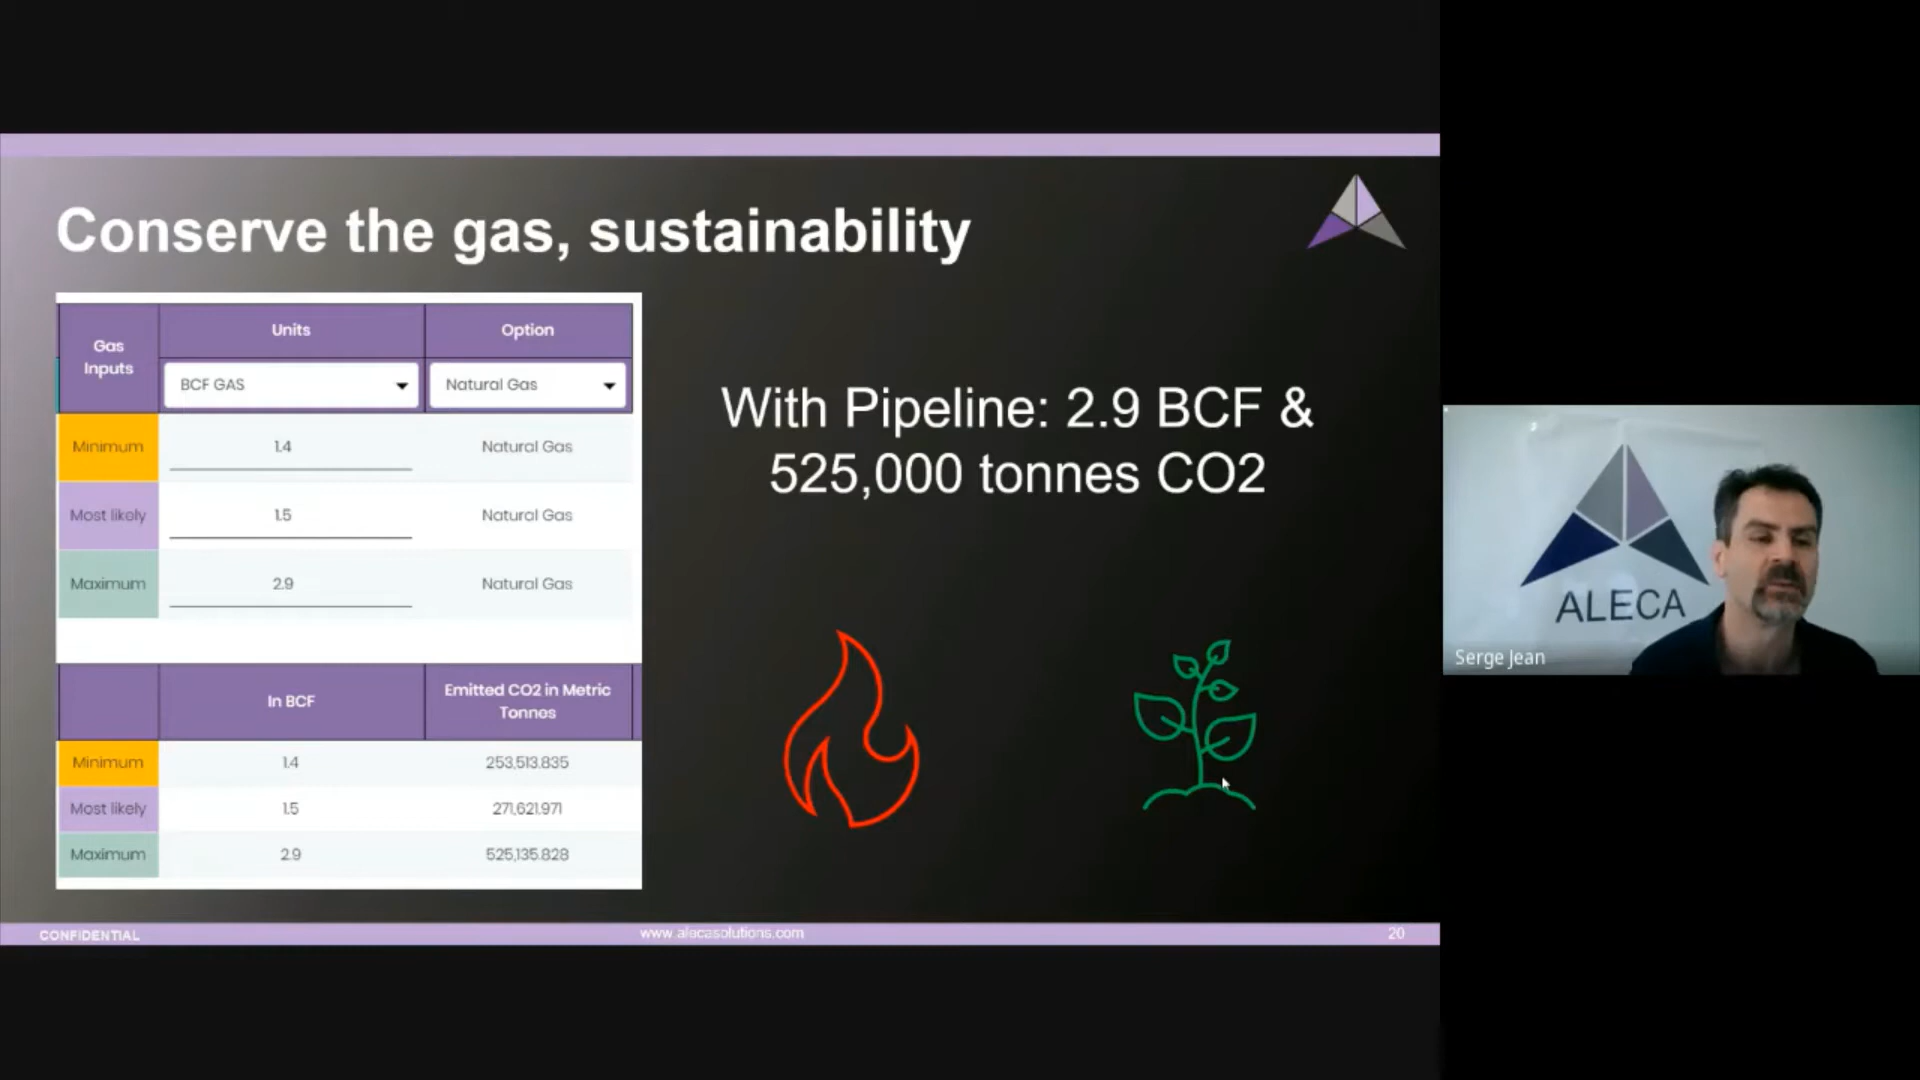 Conserve the gas, sustainability
Gas Inputs
Units
Option
BCF GAS
Natural Gas
Minimum
1.4
Natural Gas
Most likely
1.5
Natural Gas
Maximum
2.9
Natural Gas
In BCF
Emitted CO2 in Metric
Tonnes
Minimum
1.4
253,513.835
Most likely
1.5
271,621.971
Maximum
2.9
525,135.828
With Pipeline: 2.9 BCF &
525,000 tonnes CO2
CONFIDENTIAL
www.alecasolutions.com
20
ALECA
Serge Jean